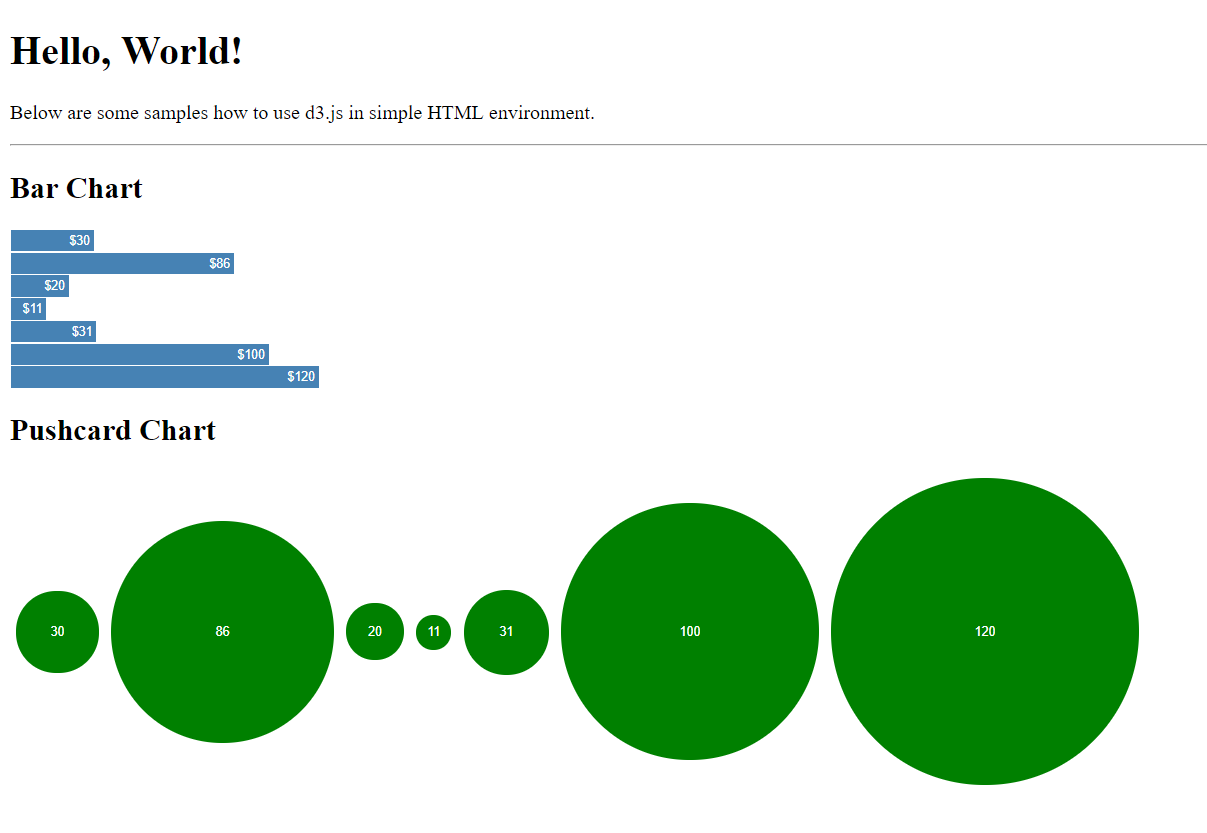 Hello, World!
Below are some samples how to use d3.js in simple HTML environment.
Bar Chart
$30
$86
$20
$11
$31
$100
$120
Pushcard Chart
30 86 20 11 31 100 120